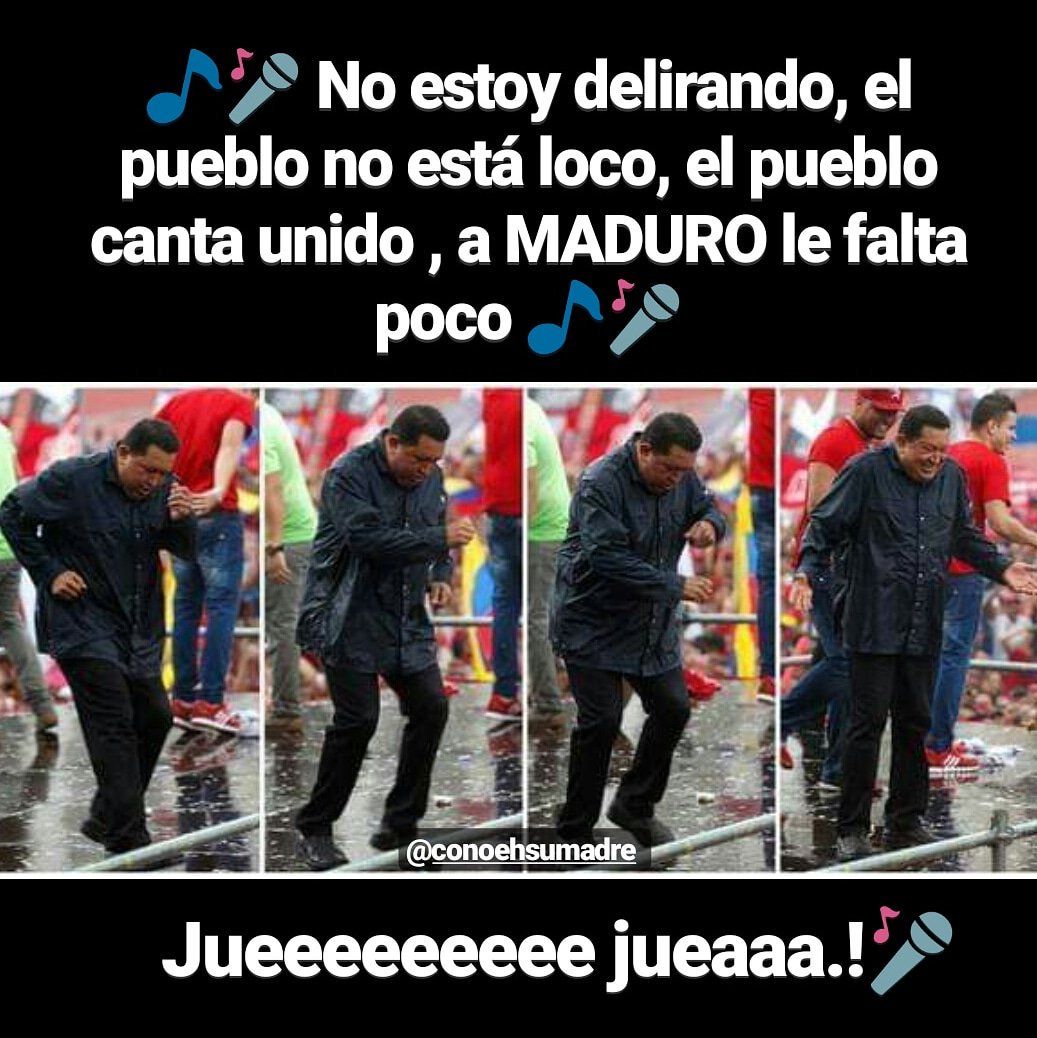 🎵🎤 No estoy delirando, el
pueblo no está loco, el pueblo
canta unido , a MADURO le falta
poco 🎵🎤
@conoehsumadre
Jueeeeeeeee jueaaa.!🎤